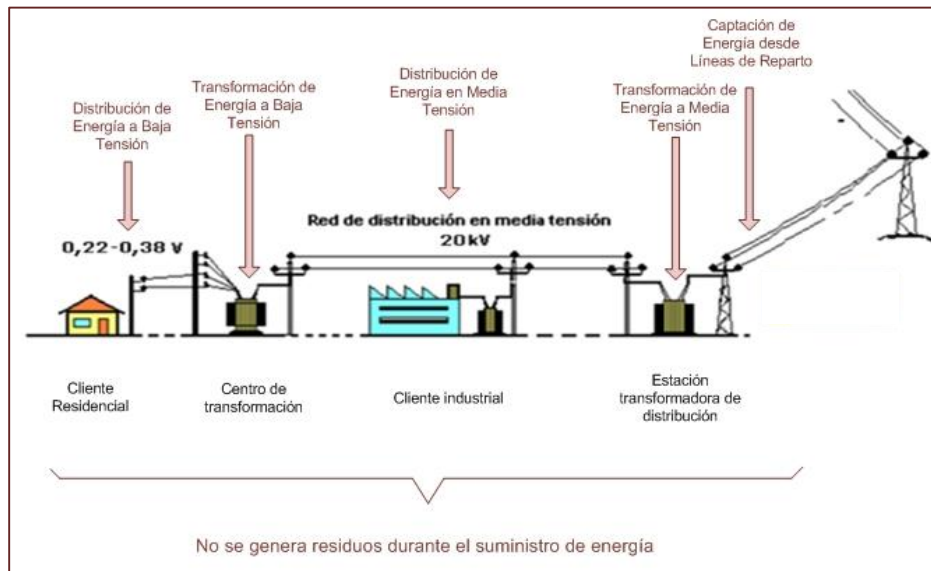 Captación de
Energía desde
Líneas de Reparto
Distribución de
Energía en Media
Tensión
Transformación de
Energía a Baja
Tensión
Transformación de
Energía a Media
Tensión
Distribución de
Energía a Baja
Tensión
Red de distribución en media tensión
20 kV
0,22-0,38 V
Cliente
Residencial
Centro de
transformación
Cliente industrial
Estación
transformadora de
distribución
No se genera residuos durante el suministro de energía